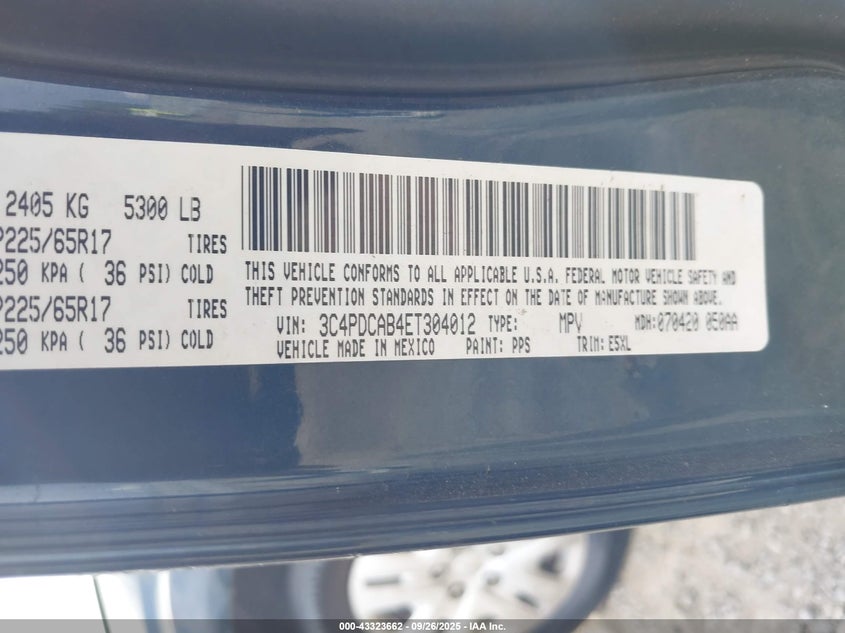 2405 KG 5300 LB
P225/65R17 TIRES
250 KPA ( 36 PSI) COLD
P225/65R17 TIRES
250 KPA ( 36 PSI) COLD
THIS VEHICLE CONFORMS TO ALL APPLICABLE U.S.A. FEDERAL MOTOR VEHICLE SAFETY AND
THEFT PREVENTION STANDARDS IN EFFECT ON THE DATE OF MANUFACTURE SHOWN ABOVE.
VIN: 3C4PDCAB4ET304012 TYPE: MPV MDH: 070420 050AA
VEHICLE MADE IN MEXICO PAINT: PPS TRIM: E5XL
000-43323662 - 09/26/2025 - IAA Inc.